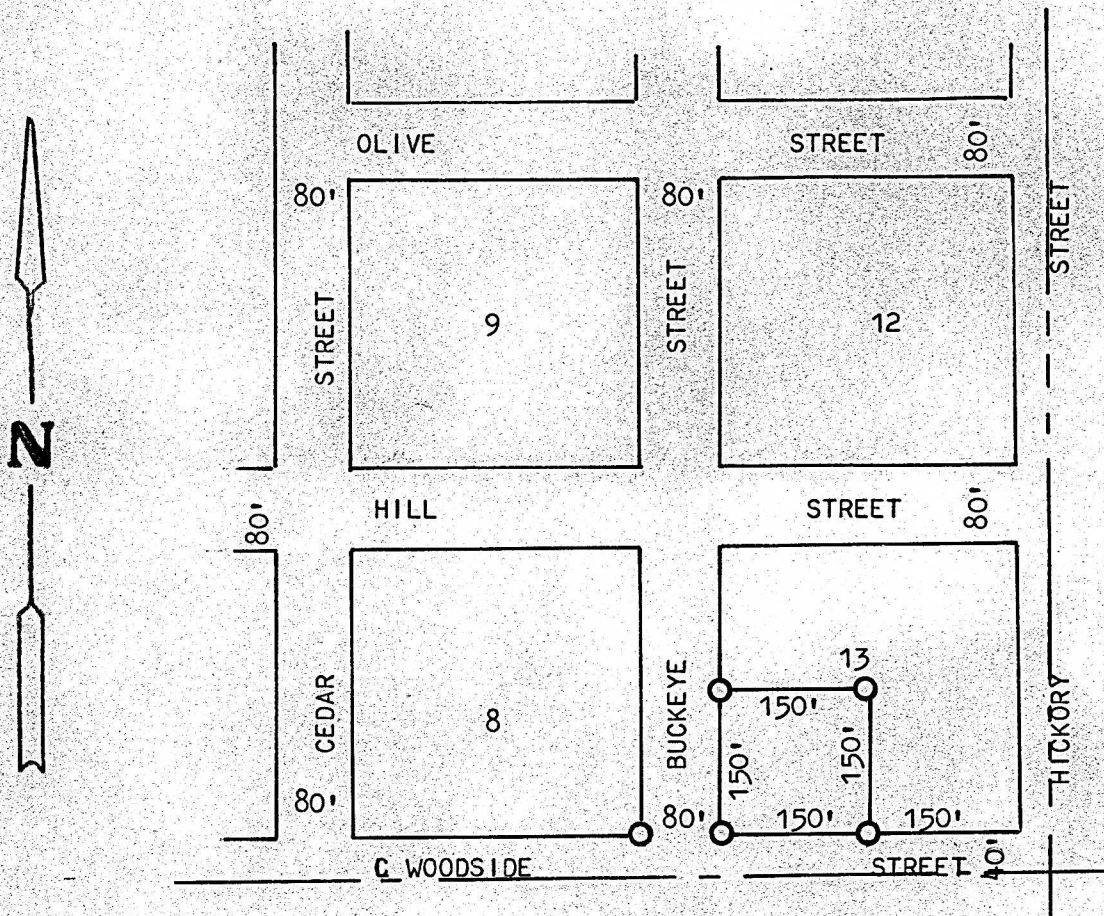 OLIVE STREET 80'
80' 80'
STREET
STREET
STREET
9 12
N
HILL STREET 80'
80'
13
150'
CEDAR 8 BUCKEYE 150' 150' HICKORY
80' 80' 150' 150'
C WOODSIDE STREET 40'